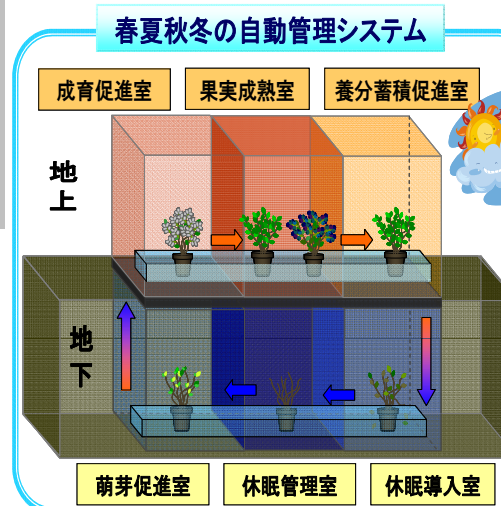 春夏秋冬の自動管理システム
成育促進室 果実成熟室 養分蓄積促進室
地上
地下
萌芽促進室 休眠管理室 休眠導入室